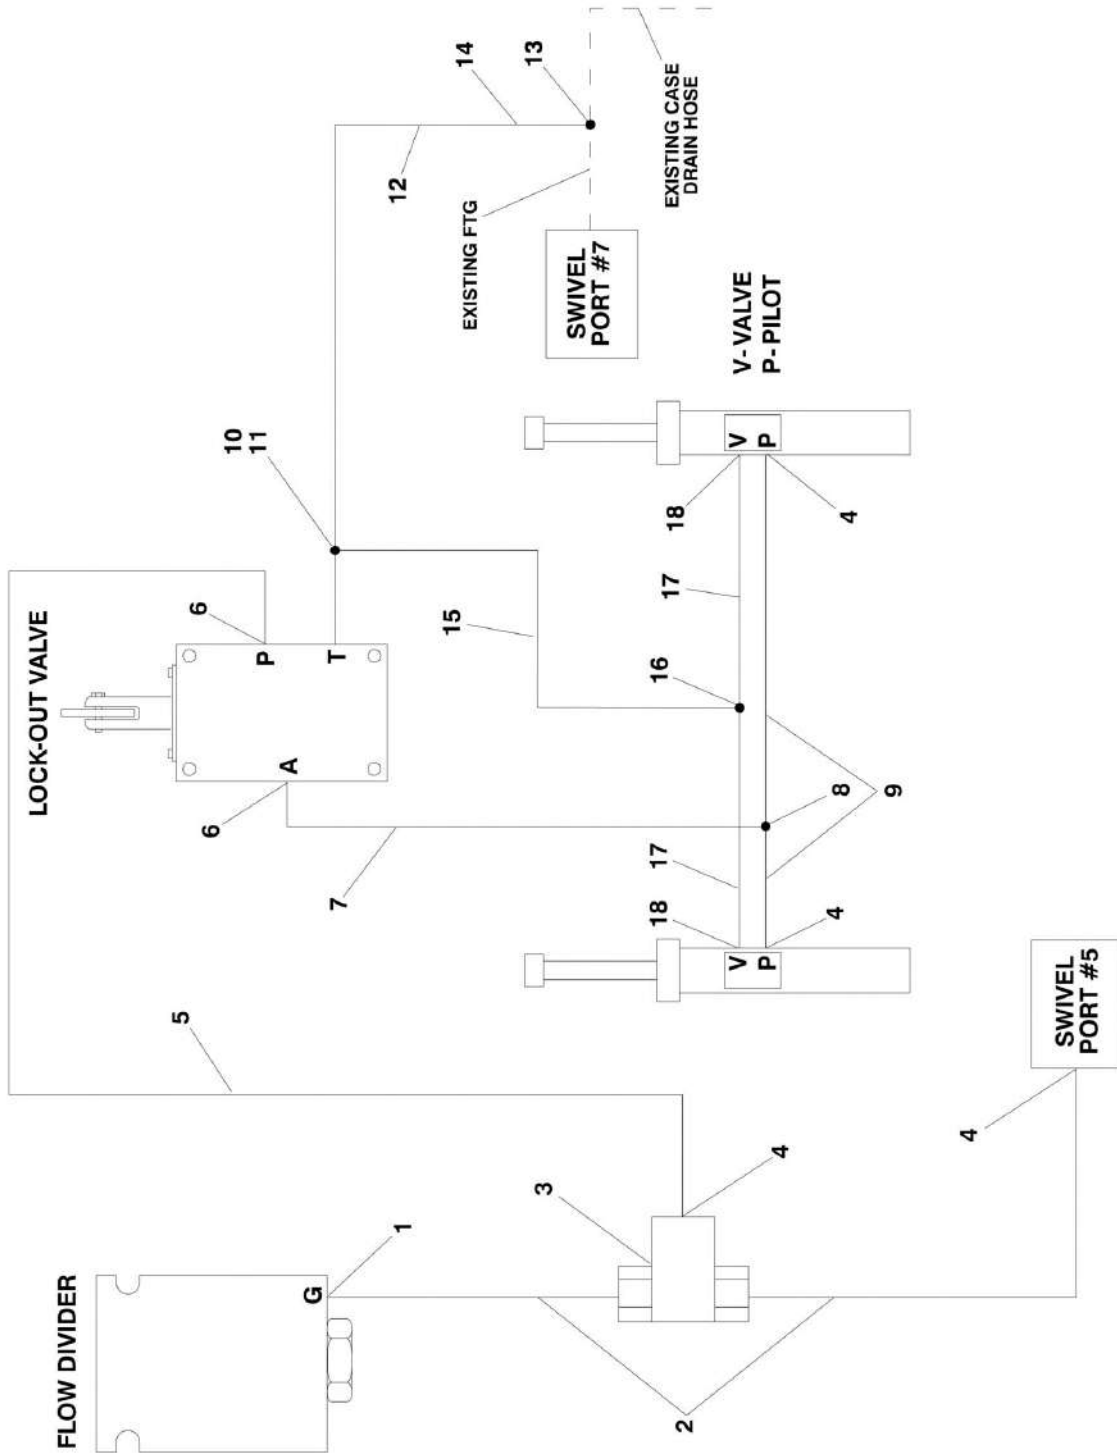 FLOW DIVIDER
G
1
2
3
4
4
SWIVEL
PORT #5
5
LOCK-OUT VALVE
6
A
P
T
6
7
10
11
12
14
13
EXISTING FTG
EXISTING CASE
DRAIN HOSE
SWIVEL
PORT #7
15
16
17
17
18
18
V
P
V
P
4
4
8
9
V- VALVE
P- PILOT